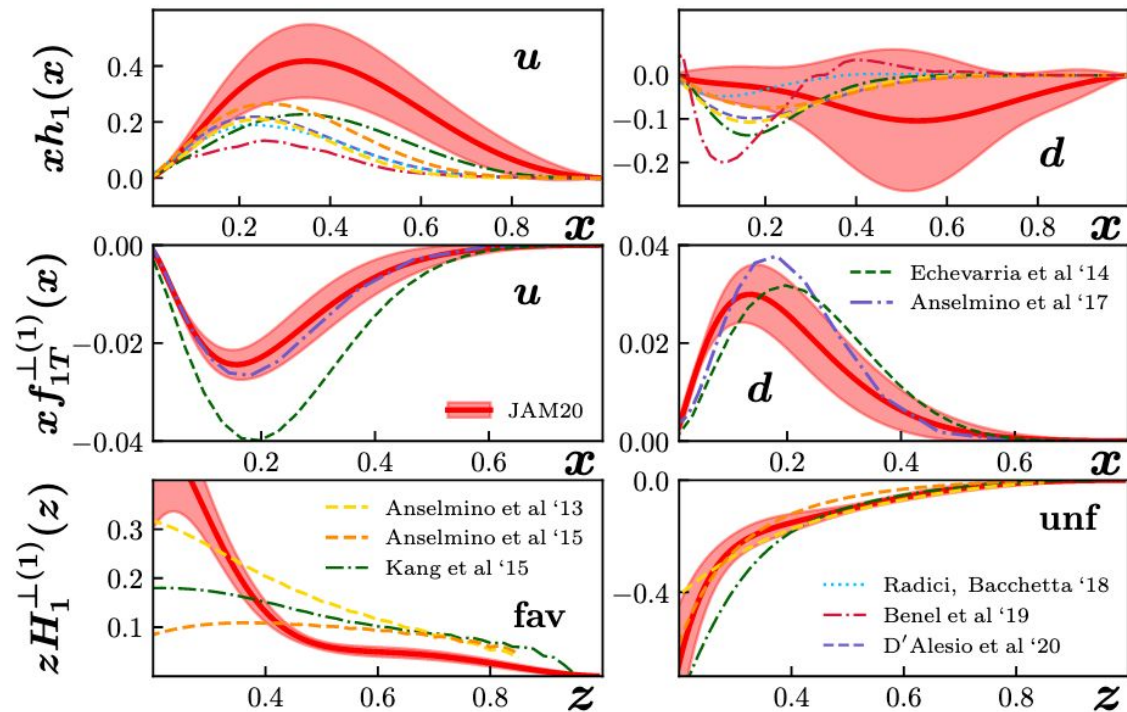 xh₁(x)
0.4
0.2
0.0
u
0.2 0.4 0.6 0.8 x
0.0
−0.1
−0.2
d
0.2 0.4 0.6 0.8 x
xf₁T⊥(1)(x)
0.00
−0.02
−0.04
u
JAM20
0.2 0.4 0.6 x
0.04
0.02
0.00
Echevarria et al ‘14
Anselmino et al ‘17
d
0.2 0.4 0.6 x
zH₁⊥(1)(z)
0.3
0.2
0.1
Anselmino et al ‘13
Anselmino et al ‘15
Kang et al ‘15
fav
0.4 0.6 0.8 z
0.0
−0.4
unf
Radici, Bacchetta ‘18
Benel et al ‘19
D′Alesio et al ‘20
0.4 0.6 0.8 z